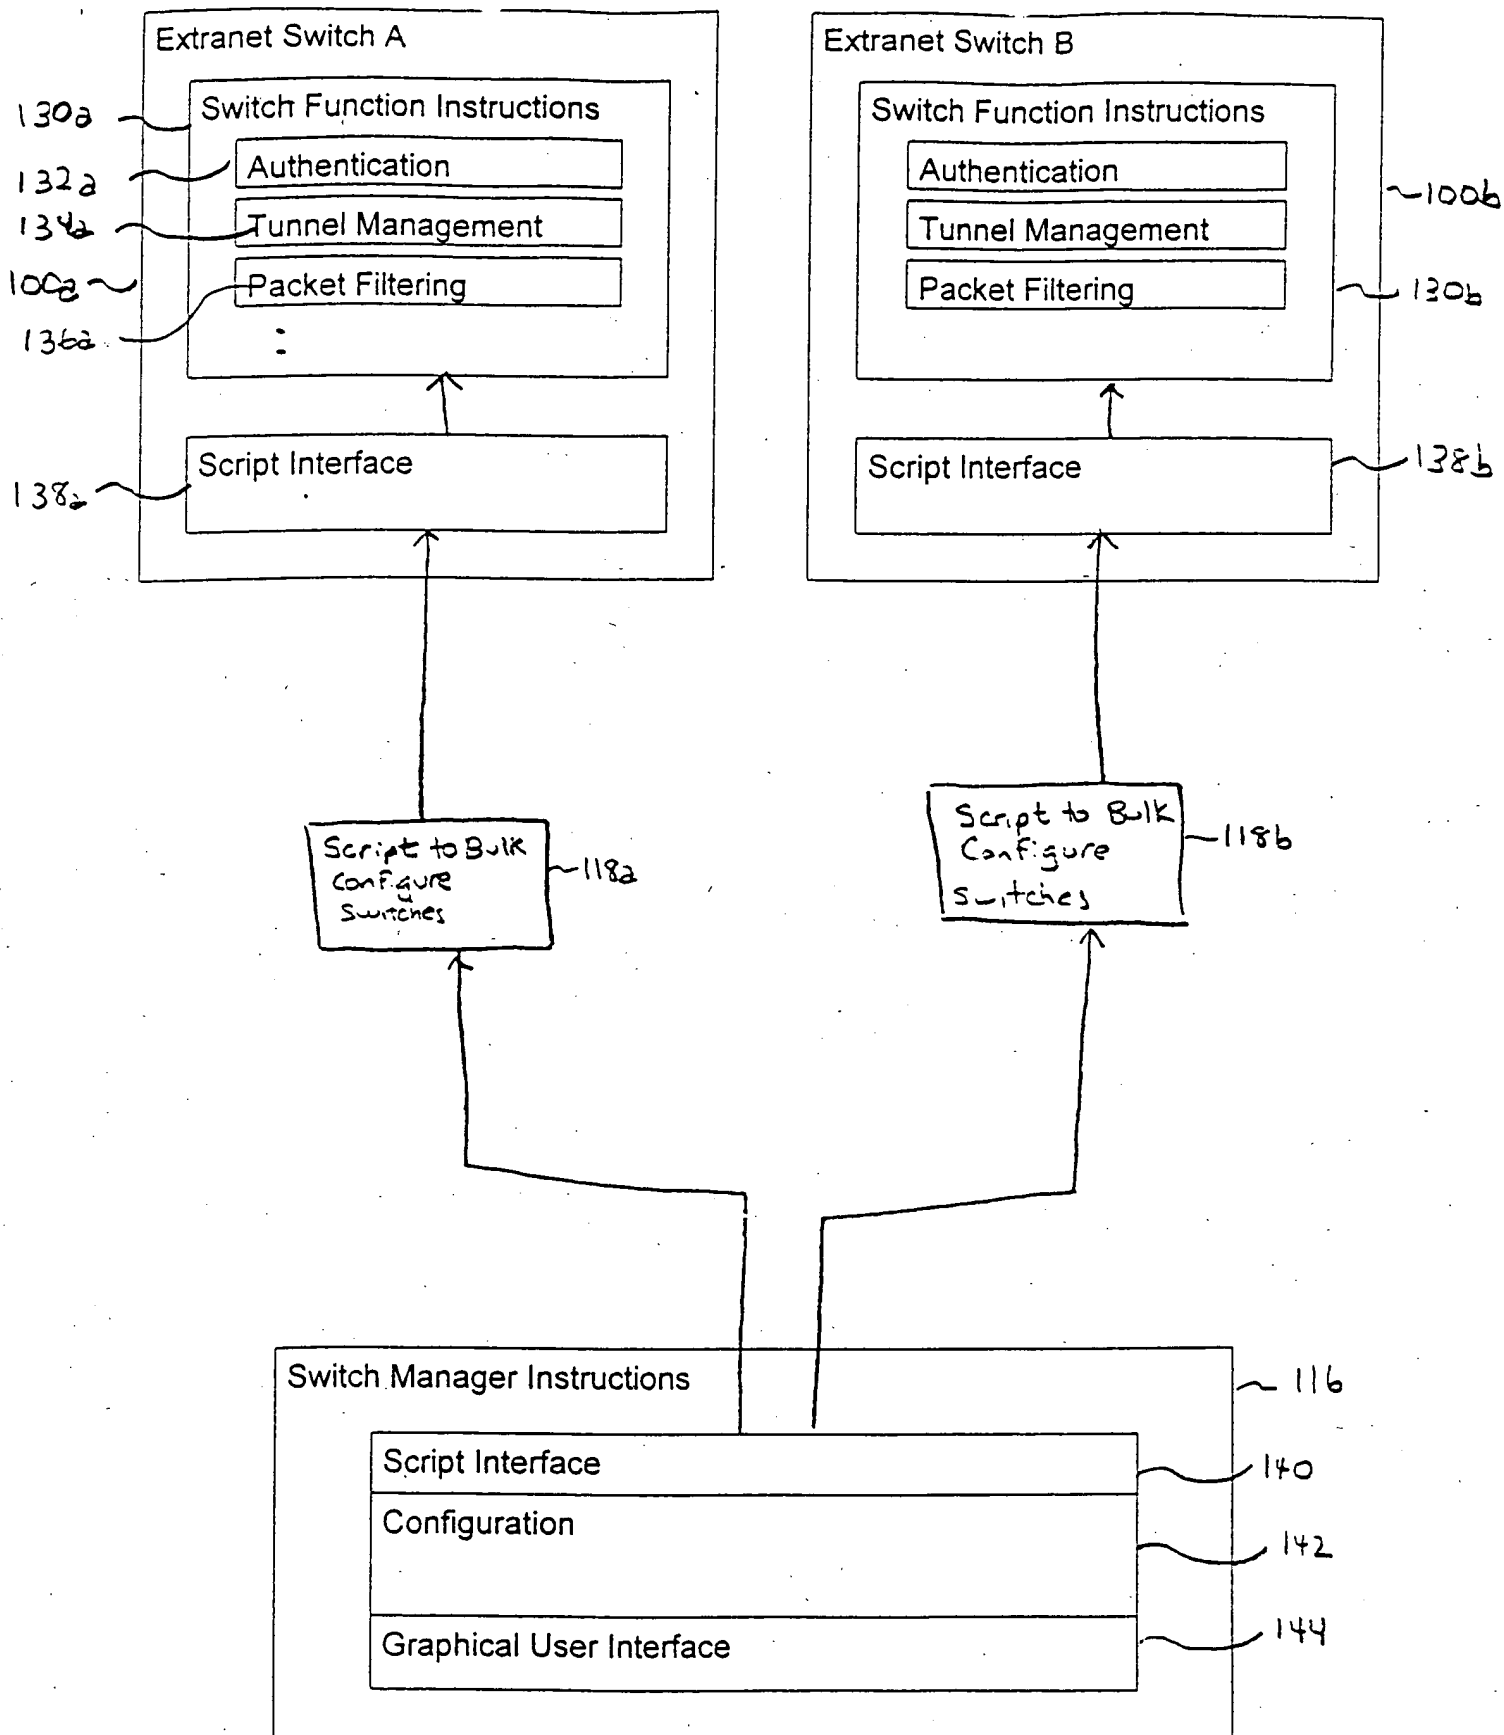 Extranet Switch A
Switch Function Instructions
130a
Authentication
132a
Tunnel Management
134a
Packet Filtering
100a
136a
Script Interface
138a
Extranet Switch B
Switch Function Instructions
Authentication
100b
Tunnel Management
Packet Filtering
130b
Script Interface
138b
Script to Bulk
Configure
Switches
118a
Script to Bulk
Configure
Switches
118b
Switch Manager Instructions
116
Script Interface
140
Configuration
142
Graphical User Interface
144